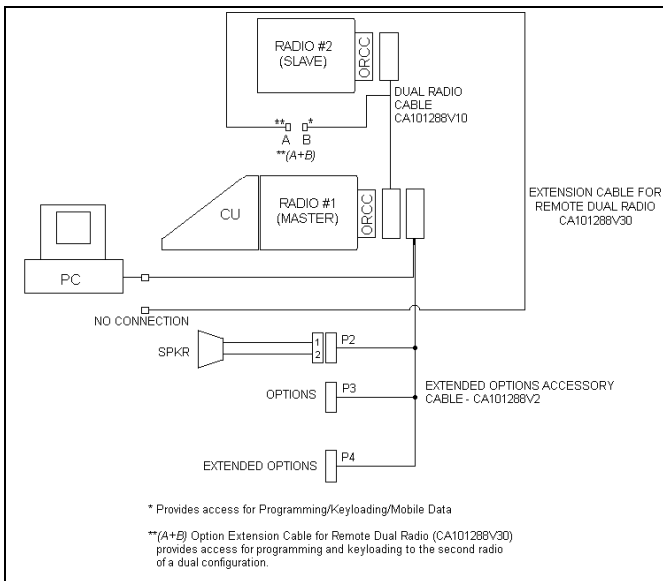 RADIO #2
(SLAVE)
ORCC
DUAL RADIO
CABLE
CA101288V10
** *
A B
**(A+B)
EXTENSION CABLE FOR
REMOTE DUAL RADIO
CA101288V30
CU
RADIO #1
(MASTER)
ORCC
PC
NO CONNECTION
SPKR
1
2
P2
OPTIONS
P3
EXTENDED OPTIONS ACCESSORY
CABLE - CA101288V2
EXTENDED OPTIONS
P4
* Provides access for Programming/Keyloading/Mobile Data
**(A+B) Option Extension Cable for Remote Dual Radio (CA101288V30)
provides access for programming and keyloading to the second radio
of a dual configuration.